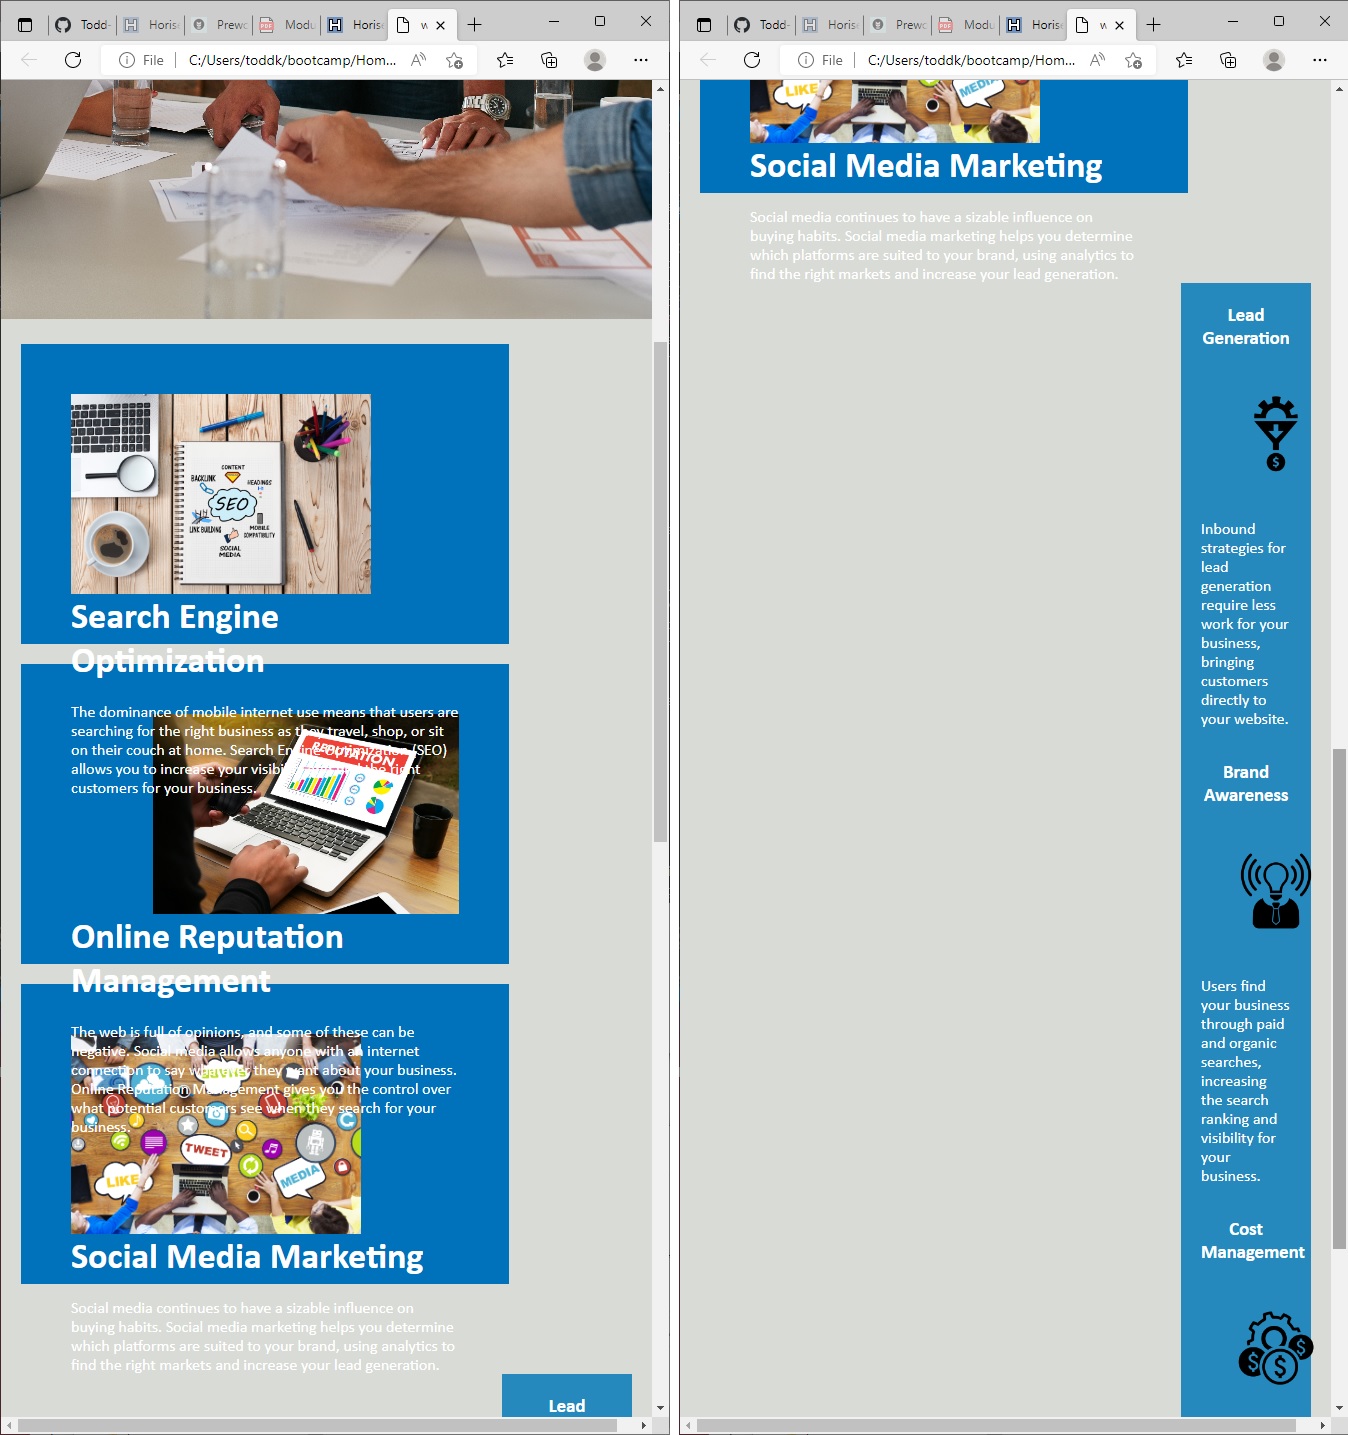 Todd-
Horise
Prewo
Modu
Horise
w
File
C:/Users/toddk/bootcamp/Hom...
CONTENT
BACKLINK
HEADINGS
SEO
LINK BUILDING
MOBILE
COMPATIBILITY
SOCIAL
MEDIA
Search Engine
Optimization
The dominance of mobile internet use means that users are
searching for the right business as they travel, shop, or sit
on their couch at home. Search Engine Optimization (SEO)
allows you to increase your visibility and find the right
customers for your business.
REPUTATION
Online Reputation
Management
The web is full of opinions, and some of these can be
negative. Social media allows anyone with an internet
connection to say whatever they want about your business.
Online Reputation Management gives you the control over
what potential customers see when they search for your
business.
TWEET
LIKE
MEDIA
Social Media Marketing
Social media continues to have a sizable influence on
buying habits. Social media marketing helps you determine
which platforms are suited to your brand, using analytics to
find the right markets and increase your lead generation.
Lead
Todd-
Horise
Prewo
Modu
Horise
w
File
C:/Users/toddk/bootcamp/Hom...
LIKE
MEDIA
Social Media Marketing
Social media continues to have a sizable influence on
buying habits. Social media marketing helps you determine
which platforms are suited to your brand, using analytics to
find the right markets and increase your lead generation.
Lead
Generation
$
Inbound
strategies for
lead
generation
require less
work for your
business,
bringing
customers
directly to
your website.
Brand
Awareness
Users find
your business
through paid
and organic
searches,
increasing
the search
ranking and
visibility for
your
business.
Cost
Management
$ $ $